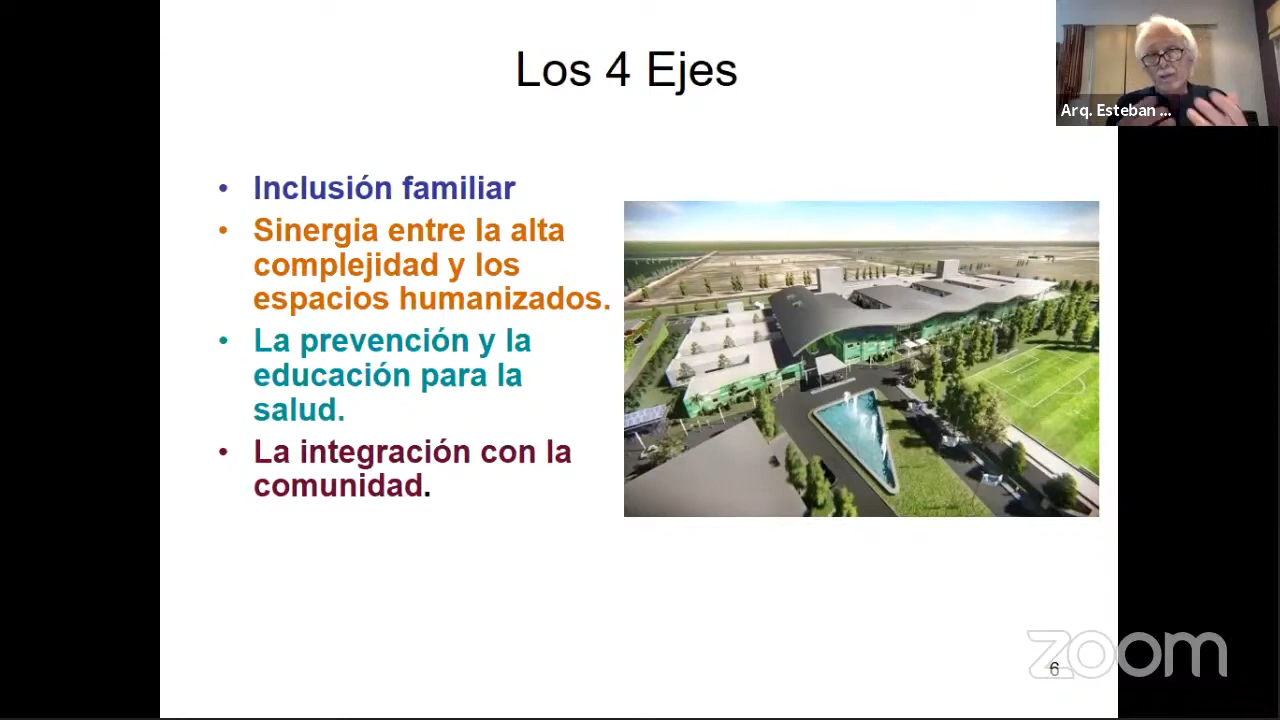 Los 4 Ejes
Arq. Esteban ...
• Inclusión familiar
• Sinergia entre la alta
complejidad y los
espacios humanizados.
• La prevención y la
educación para la
salud.
• La integración con la
comunidad.
zoom
6